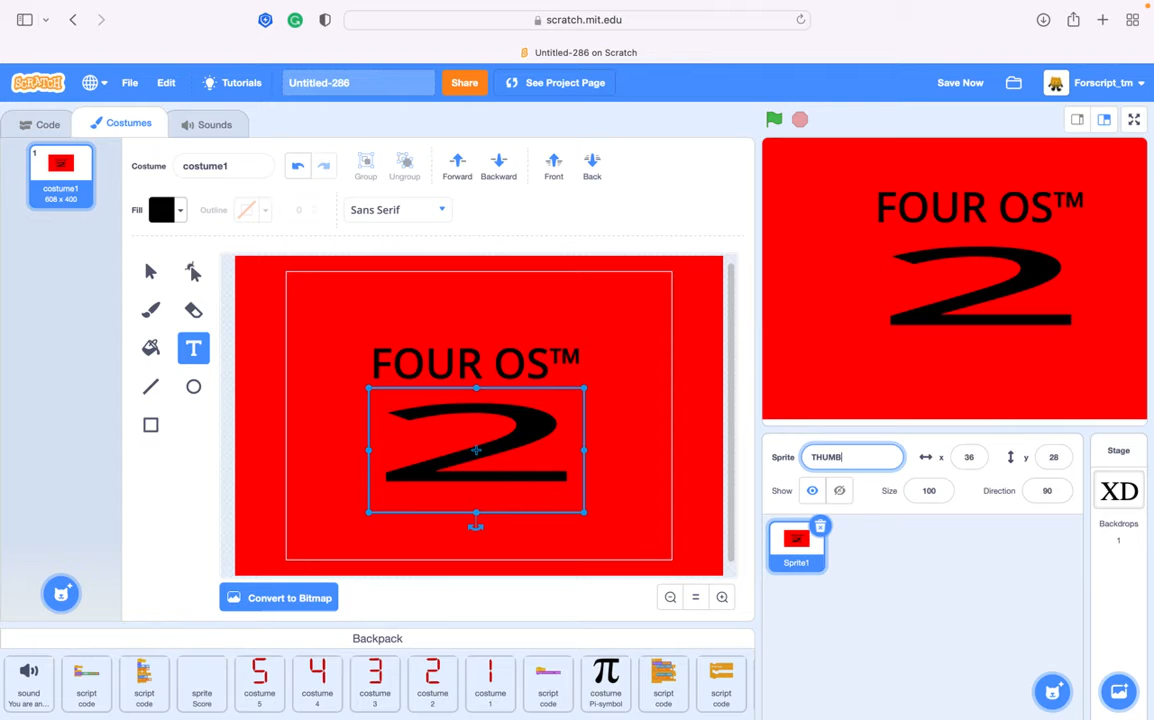 scratch.mit.edu
Untitled-286 on Scratch
SCRATCH File Edit Tutorials Untitled-286 Share See Project Page Save Now Forscript_tm
Code Costumes Sounds
1
costume1
608 x 400
Costume costume1 Group Ungroup Forward Backward Front Back
Fill Outline 0 Sans Serif
T
FOUR OS™
2
FOUR OS™
2
Convert to Bitmap
Sprite THUMB x 36 y 28
Show Size 100 Direction 90
Sprite1
Stage
XD
Backdrops
1
Backpack
sound
You are an...
script
code
script
code
sprite
Score
5
costume
5
4
costume
4
3
costume
3
2
costume
2
1
costume
1
script
code
π
costume
Pi-symbol
script
code
script
code